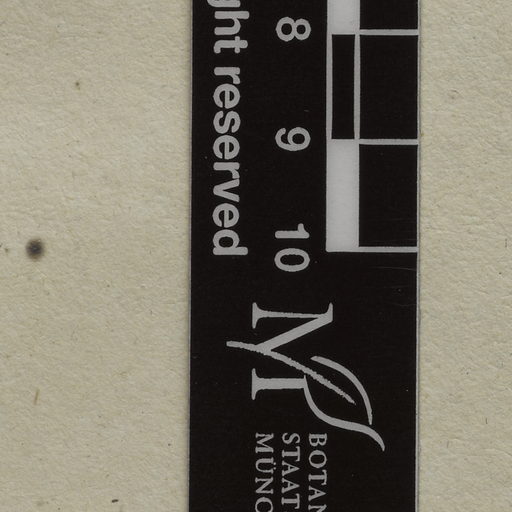 ght reserved
8 9 10
M
BOTAN
STAAT
MÜNC